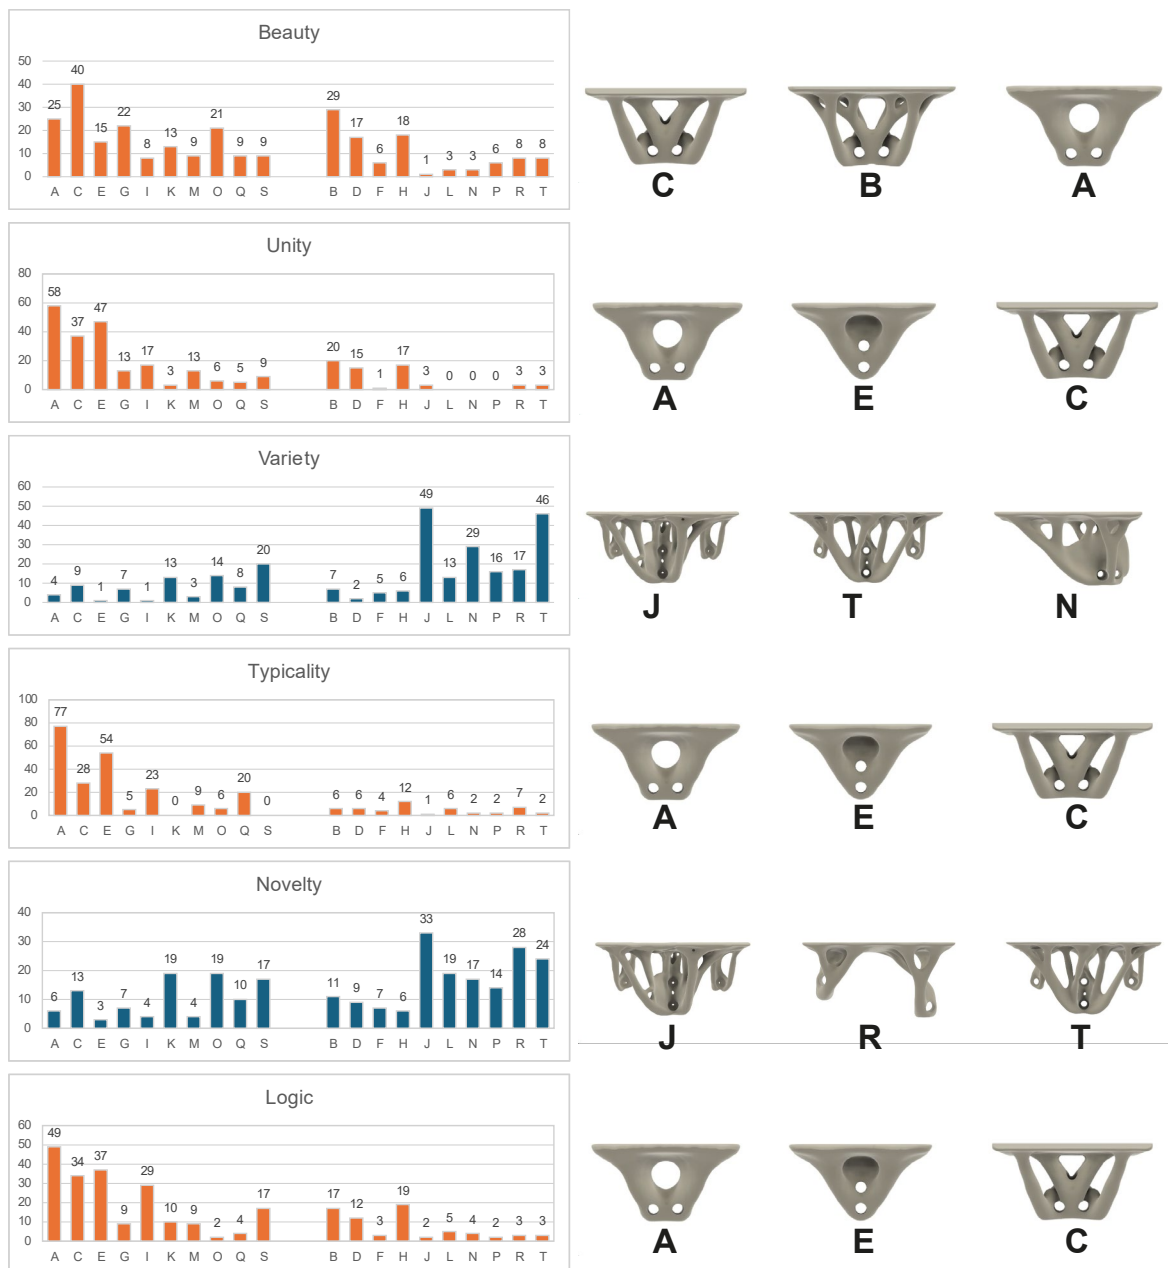 Beauty
50
40
30
20
10
0
25 40 15 22 8 13 9 21 9 9 29 17 6 18 1 3 3 6 8 8
A C E G I K M O Q S B D F H J L N P R T
C B A
Unity
80
60
40
20
0
58 37 47 13 17 3 13 6 5 9 20 15 1 17 3 0 0 0 3 3
A C E G I K M O Q S B D F H J L N P R T
A E C
Variety
60
50
40
30
20
10
0
4 9 1 7 1 13 3 14 8 20 7 2 5 6 49 13 29 16 17 46
A C E G I K M O Q S B D F H J L N P R T
J T N
Typicality
100
80
60
40
20
0
77 28 54 5 23 0 9 6 20 0 6 6 4 12 1 6 2 2 7 2
A C E G I K M O Q S B D F H J L N P R T
A E C
Novelty
40
30
20
10
0
6 13 3 7 4 19 4 19 10 17 11 9 7 6 33 19 17 14 28 24
A C E G I K M O Q S B D F H J L N P R T
J R T
Logic
60
50
40
30
20
10
0
49 34 37 9 29 10 9 2 4 17 17 12 3 19 2 5 4 2 3 3
A C E G I K M O Q S B D F H J L N P R T
A E C